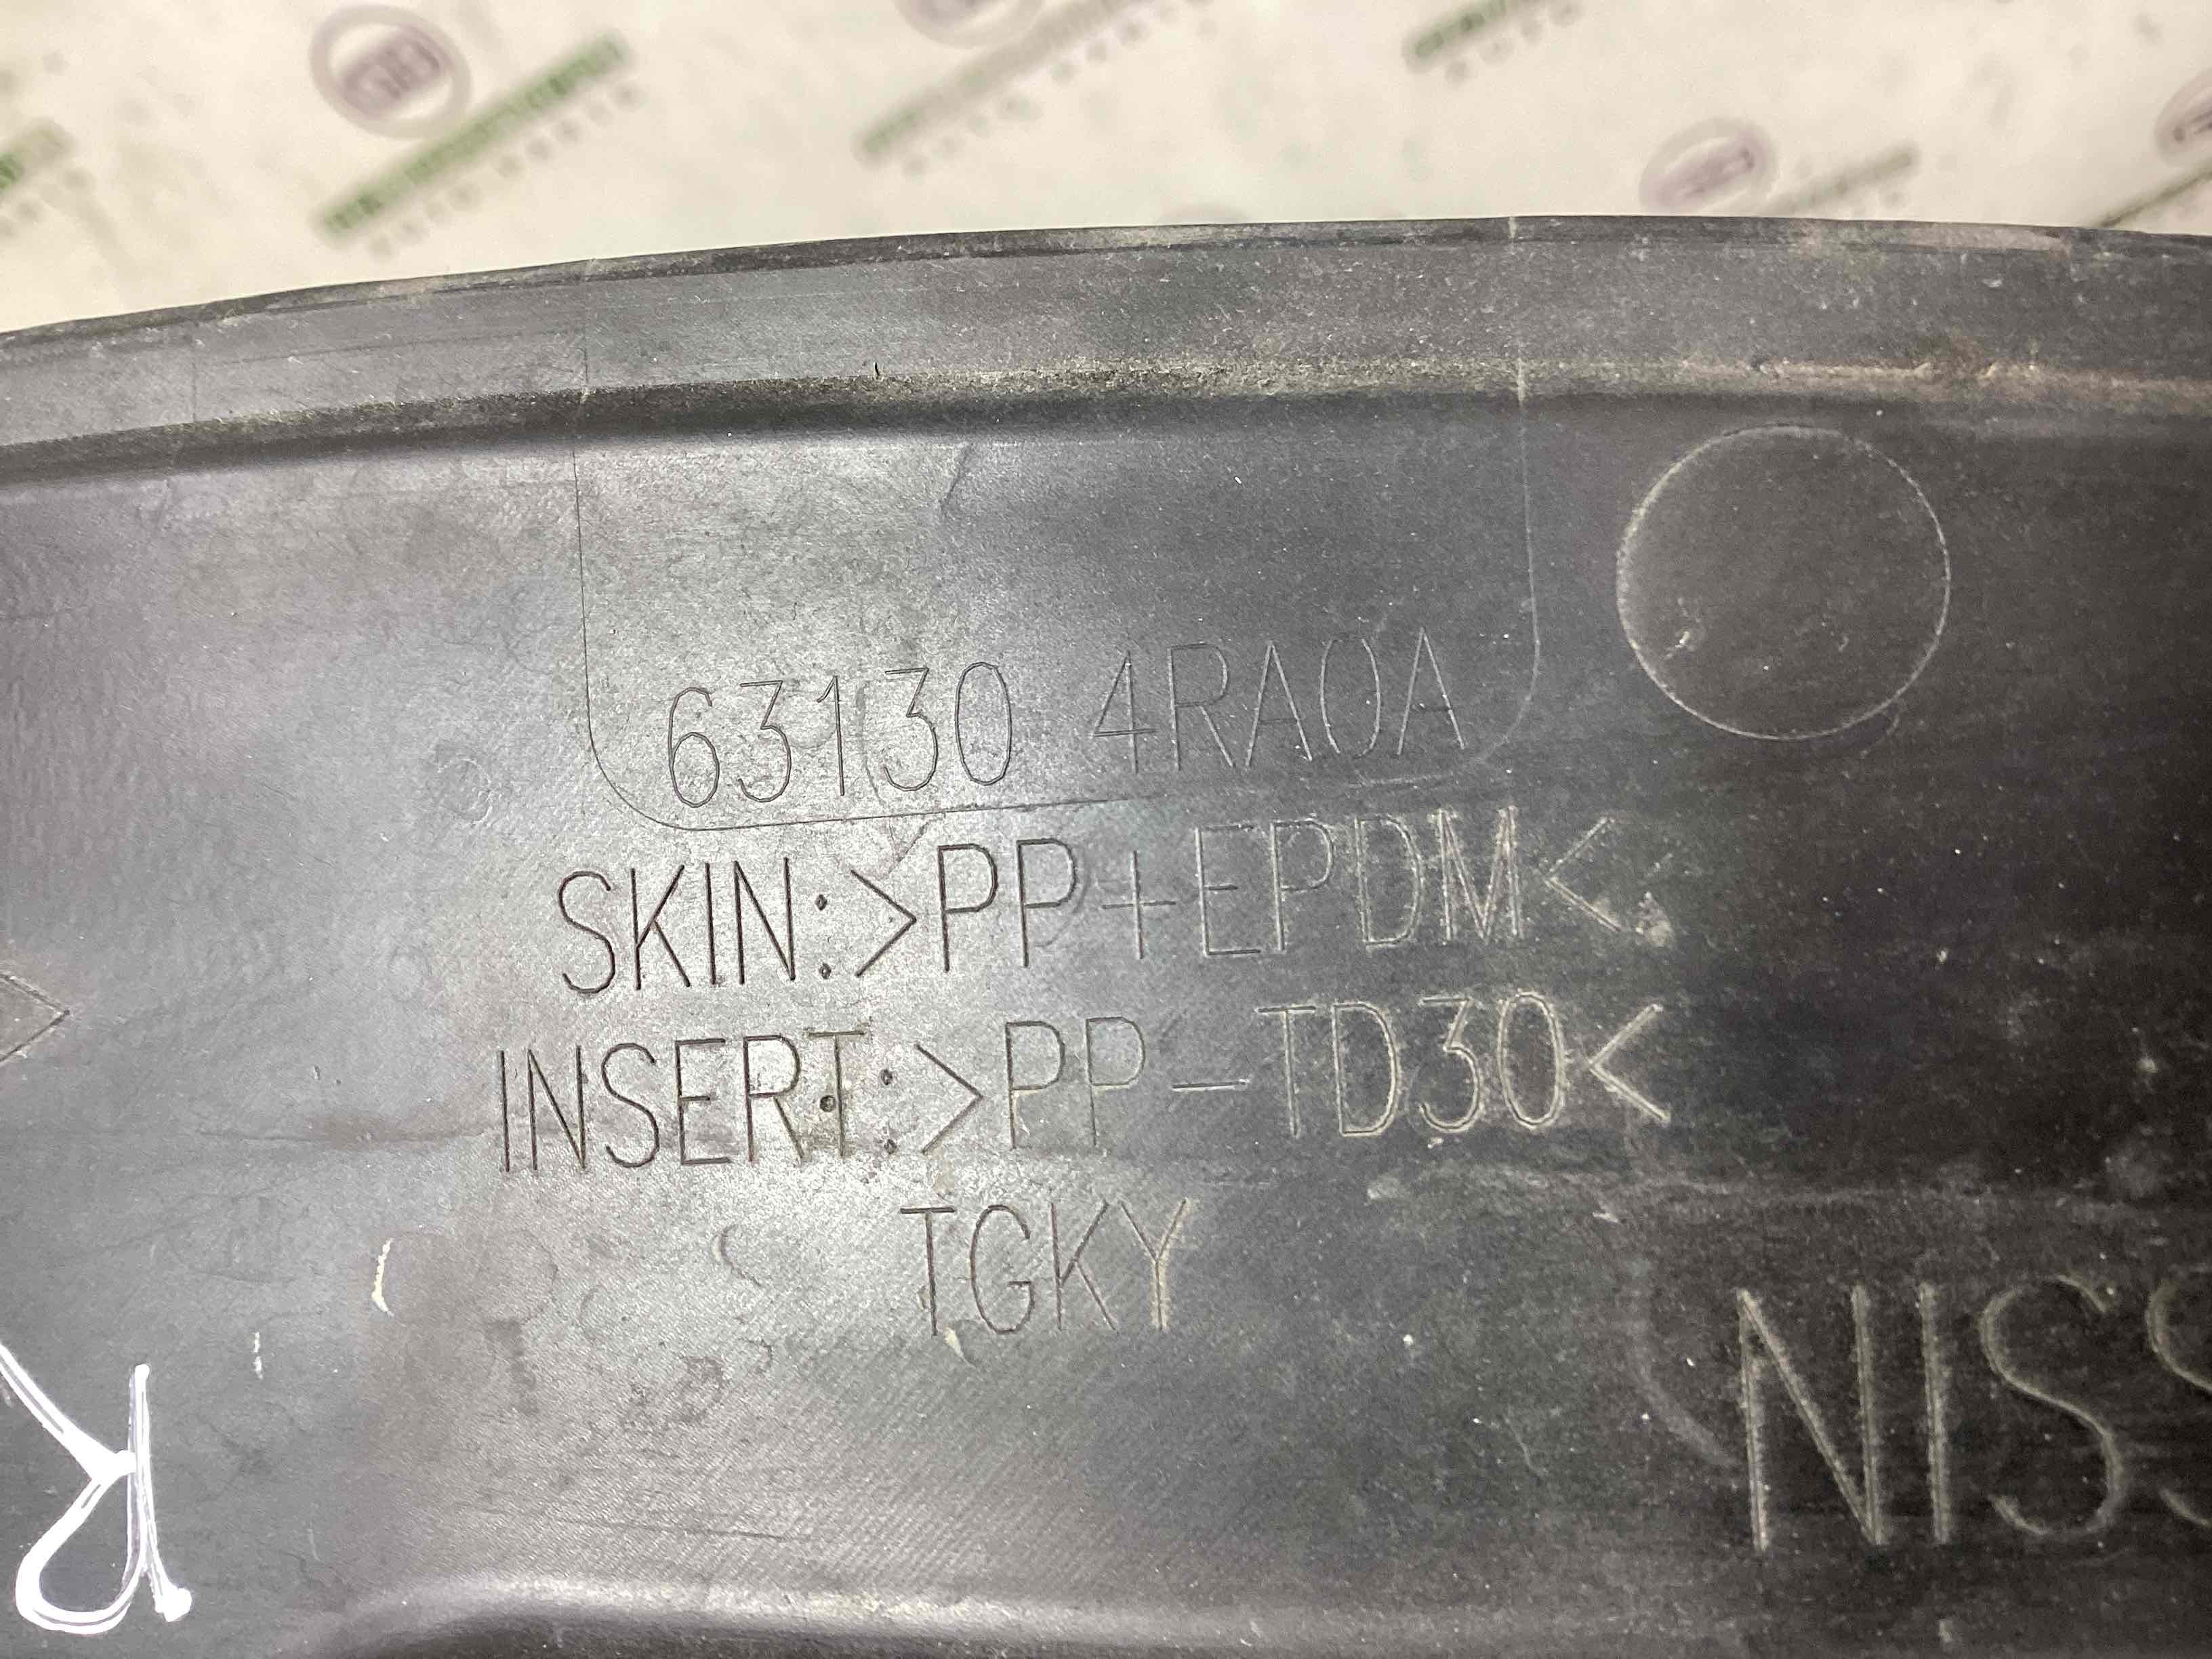 63130 4RA0A
SKIN:>PP+EPDM<
INSERT:>PP-TD30<
TGKY
NISS
R